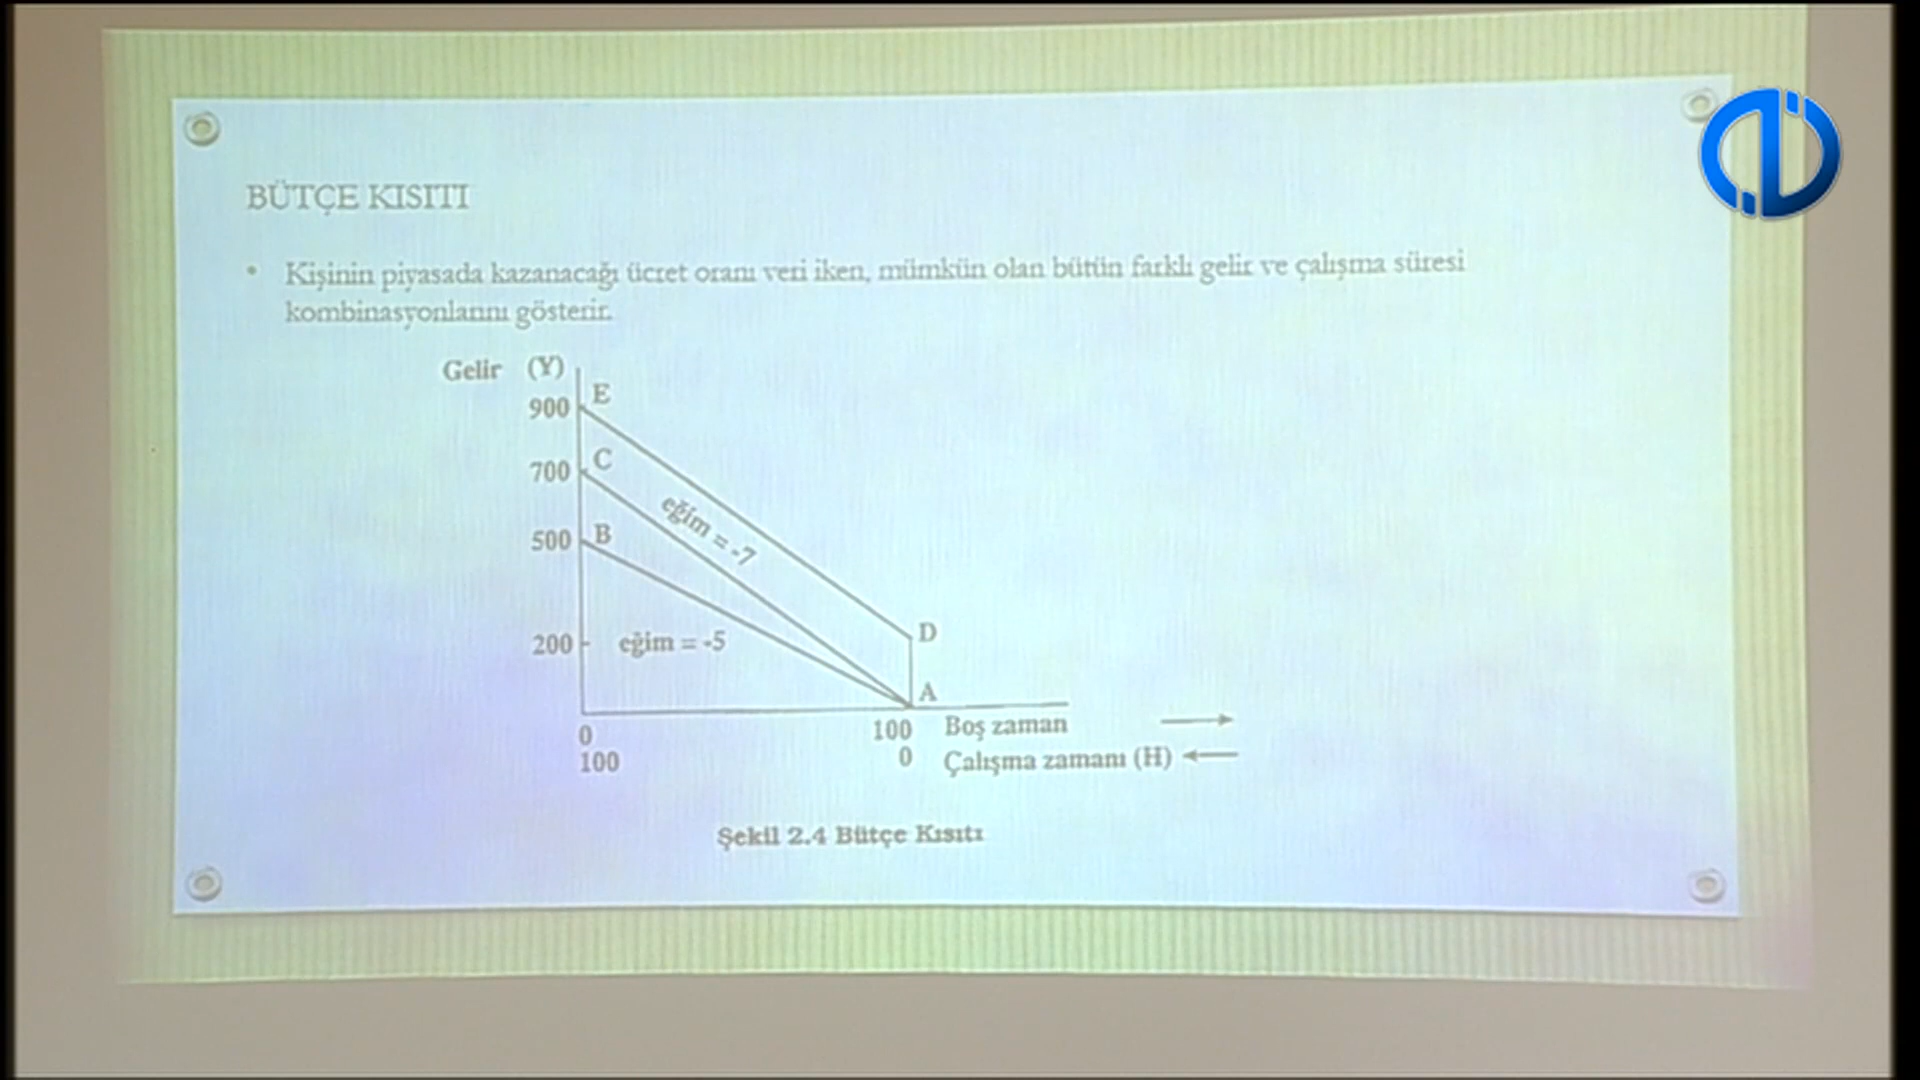 BÜTÇE KISITI
• Kişinin piyasada kazanacağı ücret oranı veri iken, mümkün olan bütün farklı gelir ve çalışma süresi
kombinasyonlarını gösterir.
Gelir (Y)
900 E
700 C
500 B
200
eğim = -7
eğim = -5
D
A
0
100 Boş zaman
100
0 Çalışma zamanı (H)
Şekil 2.4 Bütçe Kısıtı